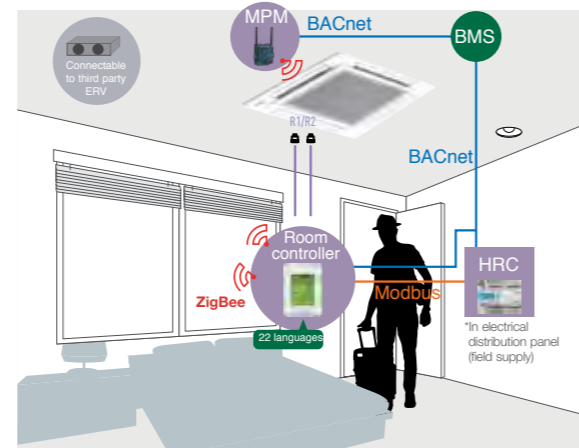 MPM
BACnet
BMS
Connectable
to third party
ERV
R1/R2
BACnet
Room
controller
ZigBee
22 languages
Modbus
HRC
*In electrical
distribution panel
(field supply)